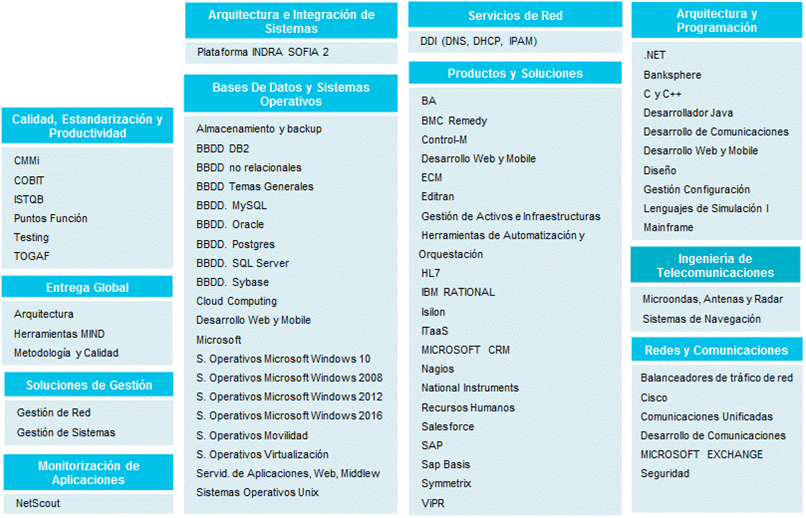 Calidad, Estandarización y
Productividad
CMMi
COBIT
ISTQB
Puntos Función
Testing
TOGAF
Entrega Global
Arquitectura
Herramientas MIND
Metodología y Calidad
Soluciones de Gestión
Gestión de Red
Gestión de Sistemas
Monitorización de
Aplicaciones
NetScout
Arquitectura e Integración de
Sistemas
Plataforma INDRA SOFIA 2
Bases De Datos y Sistemas
Operativos
Almacenamiento y backup
BBDD DB2
BBDD no relacionales
BBDD Temas Generales
BBDD. MySQL
BBDD. Oracle
BBDD. Postgres
BBDD. SQL Server
BBDD. Sybase
Cloud Computing
Desarrollo Web y Mobile
Microsoft
S. Operativos Microsoft Windows 10
S. Operativos Microsoft Windows 2008
S. Operativos Microsoft Windows 2012
S. Operativos Microsoft Windows 2016
S. Operativos Movilidad
S. Operativos Virtualización
Servid. de Aplicaciones, Web, Middlew
Sistemas Operativos Unix
Servicios de Red
DDI (DNS, DHCP, IPAM)
Productos y Soluciones
BA
BMC Remedy
Control-M
Desarrollo Web y Mobile
ECM
Editran
Gestión de Activos e Infraestructuras
Herramientas de Automatización y
Orquestación
HL7
IBM RATIONAL
Isilon
ITaaS
MICROSOFT CRM
Nagios
National Instruments
Recursos Humanos
Salesforce
SAP
Sap Basis
Symmetrix
ViPR
Arquitectura y
Programación
.NET
Banksphere
C y C++
Desarrollador Java
Desarrollo de Comunicaciones
Desarrollo Web y Mobile
Diseño
Gestión Configuración
Lenguajes de Simulación I
Mainframe
Ingeniería de
Telecomunicaciones
Microondas, Antenas y Radar
Sistemas de Navegación
Redes y Comunicaciones
Balanceadores de tráfico de red
Cisco
Comunicaciones Unificadas
Desarrollo de Comunicaciones
MICROSOFT EXCHANGE
Seguridad